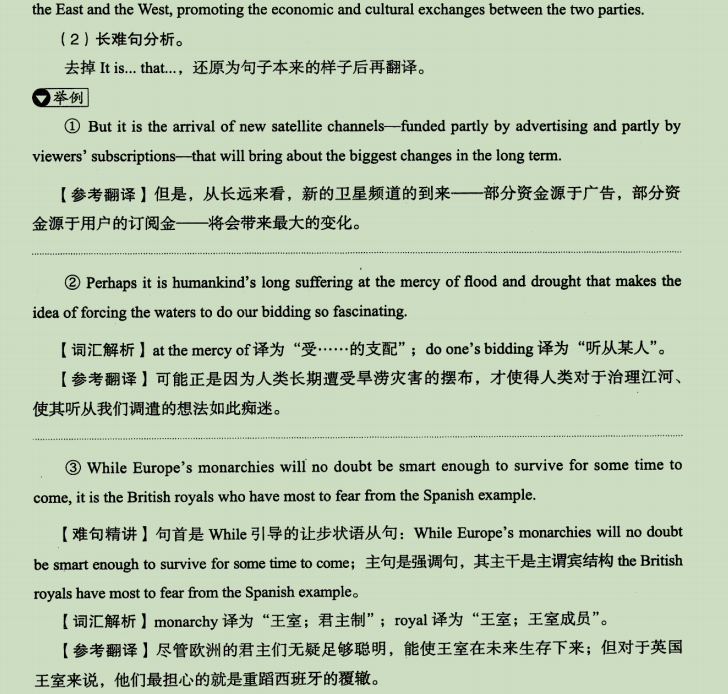 the East and the West, promoting the economic and cultural exchanges between the two parties.
（2）长难句分析。
去掉 It is... that...，还原为句子本来的样子后再翻译。
举例
① But it is the arrival of new satellite channels—funded partly by advertising and partly by
viewers’ subscriptions—that will bring about the biggest changes in the long term.
【参考翻译】但是，从长远来看，新的卫星频道的到来——部分资金源于广告，部分资
金源于用户的订阅金——将会带来最大的变化。
② Perhaps it is humankind’s long suffering at the mercy of flood and drought that makes the
idea of forcing the waters to do our bidding so fascinating.
【词汇解析】at the mercy of 译为“受……的支配”；do one’s bidding 译为“听从某人”。
【参考翻译】可能正是因为人类长期遭受旱涝灾害的摆布，才使得人类对于治理江河、
使其听从我们调遣的想法如此痴迷。
③ While Europe’s monarchies will no doubt be smart enough to survive for some time to
come, it is the British royals who have most to fear from the Spanish example.
【难句精讲】句首是 While 引导的让步状语从句：While Europe’s monarchies will no doubt
be smart enough to survive for some time to come；主句是强调句，其主干是主谓宾结构 the British
royals have most to fear from the Spanish example。
【词汇解析】monarchy 译为“王室；君主制”；royal 译为“王室；王室成员”。
【参考翻译】尽管欧洲的君主们无疑足够聪明，能使王室在未来生存下来；但对于英国
王室来说，他们最担心的就是重蹈西班牙的覆辙。